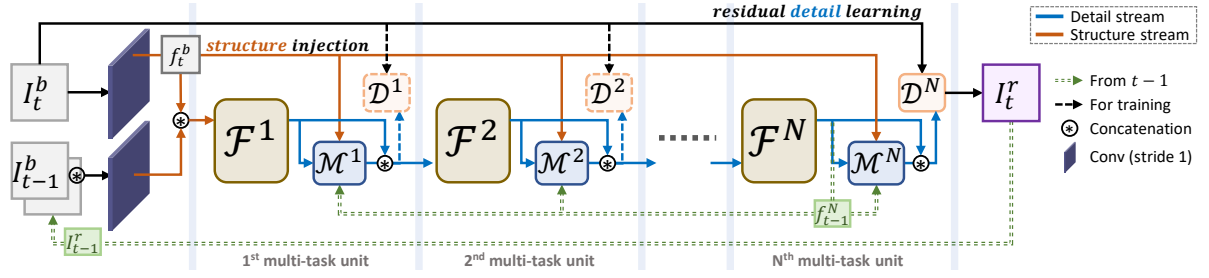 residual detail learning
Detail stream
Structure stream
structure injection
f_t^b
I_t^b
D^1
D^2
D^N
I_t^r
From t − 1
For training
Concatenation
Conv (stride 1)
F^1
M^1
F^2
M^2
F^N
M^N
I_{t-1}^b
f_{t-1}^N
I_{t-1}^r
1st multi-task unit
2nd multi-task unit
Nth multi-task unit